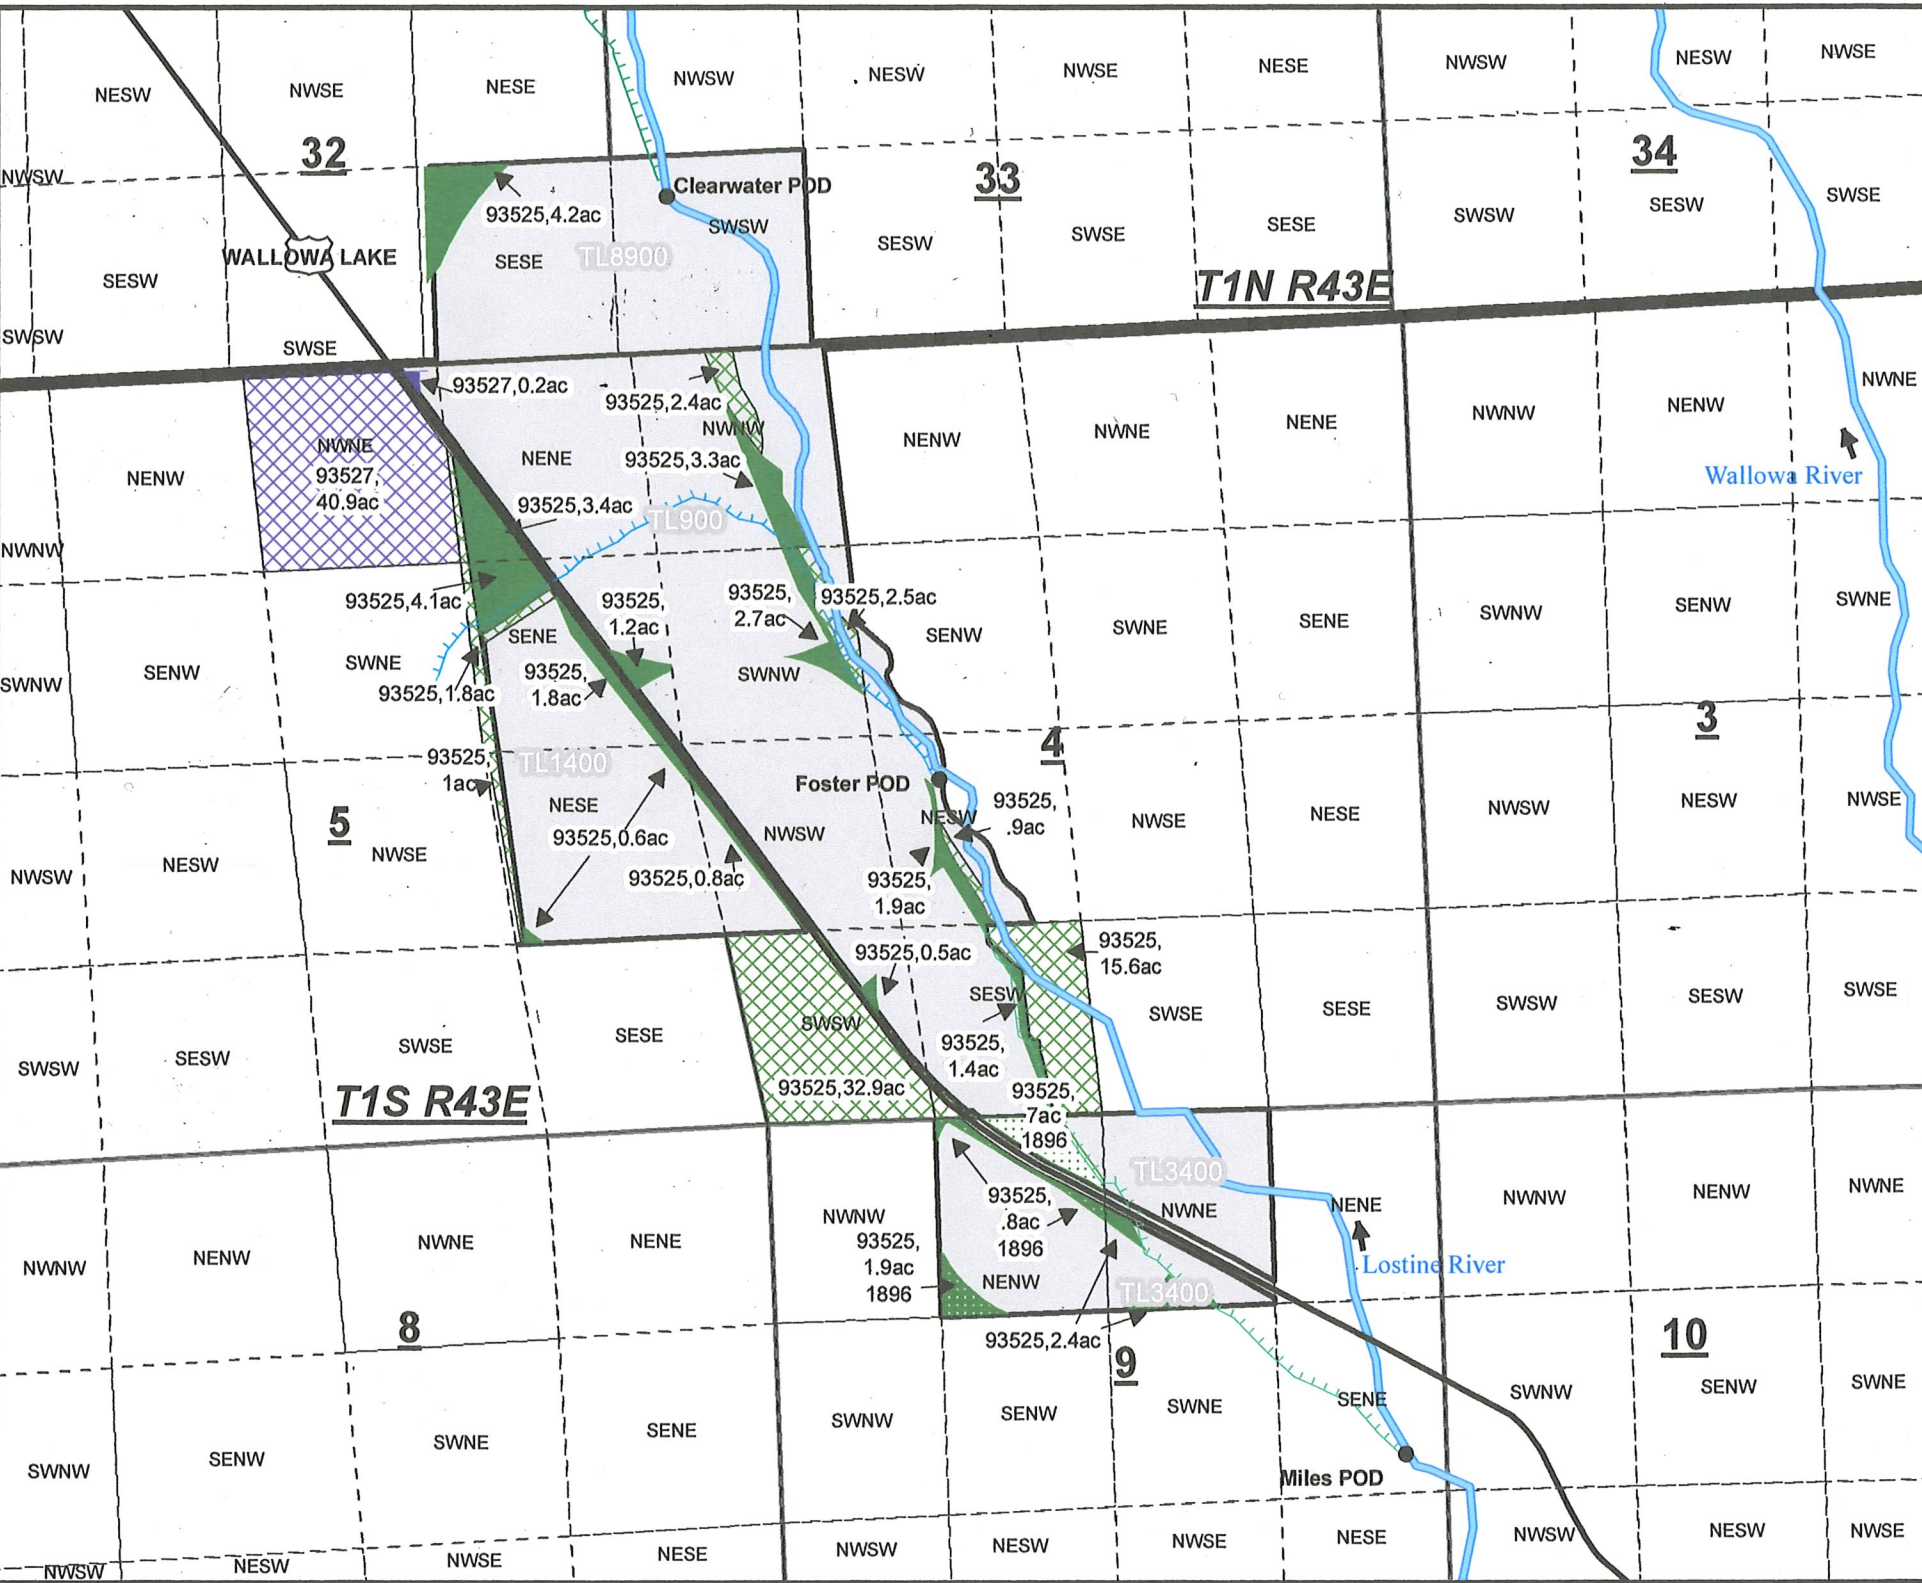 NESW
NWSE
NESE
NWSW
NESW
NWSE
NESE
NWSW
NESW
NWSE
32
33
34
NWSW
Clearwater POD
93525,4.2ac
SWSW
SESW
SWSE
SESE
SWSW
SESW
SWSE
WALLOWA LAKE
SESE
TL8900
SESW
T1N R43E
SWSW
SWSE
93527,0.2ac
93525,2.4ac
NWNE
NWNE
93527,
40.9ac
NENW
NENE
NWNW
93525,3.3ac
NENW
NWNE
NENE
NWNW
NENW
Wallowa River
93525,3.4ac
TL900
NWNW
93525,4.1ac
93525,
1.2ac
93525,
2.7ac
93525,2.5ac
SENE
SENW
SWNE
SENE
SWNW
SENW
SWNE
SWNW
SENW
SWNE
93525,1.8ac
93525,
1.8ac
SWNW
3
4
93525,
1ac
TL1400
Foster POD
5
NESE
93525,0.6ac
NWSW
NESW
93525,
.9ac
NWSE
NESE
NWSW
NESW
NWSE
NWSW
NESW
NWSE
93525,0.8ac
93525,
1.9ac
93525,0.5ac
93525,
15.6ac
SESW
SWSE
SESE
SWSW
SESW
SWSE
SWSW
SESW
SWSE
SESE
SWSW
93525,
1.4ac
93525,32.9ac
T1S R43E
93525,
7ac
1896
TL3400
NWNE
NENE
NWNW
NENW
NWNE
93525,
.8ac
1896
NWNW
93525,
1.9ac
1896
NENW
TL3400
Lostine River
NWNW
NENW
NWNE
NENE
93525,2.4ac
8
9
10
SENE
SWNW
SENW
SWNE
SWNW
SENW
SWNE
SENE
SWNW
SENW
SWNE
Miles POD
NWSW
NESW
NWSE
NESE
NWSW
NESW
NWSE
NESE
NWSW
NESW
NWSE